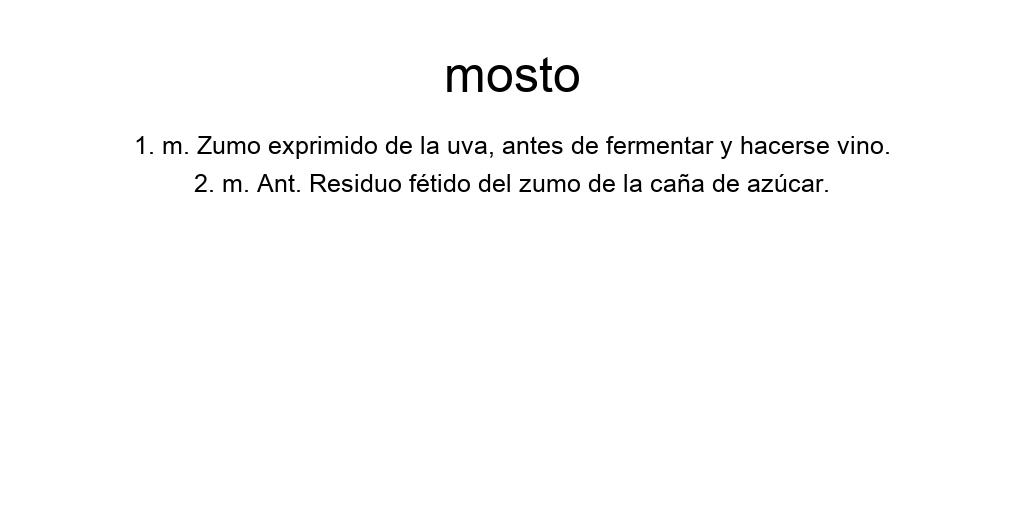 mosto
1. m. Zumo exprimido de la uva, antes de fermentar y hacerse vino.
2. m. Ant. Residuo fétido del zumo de la caña de azúcar.